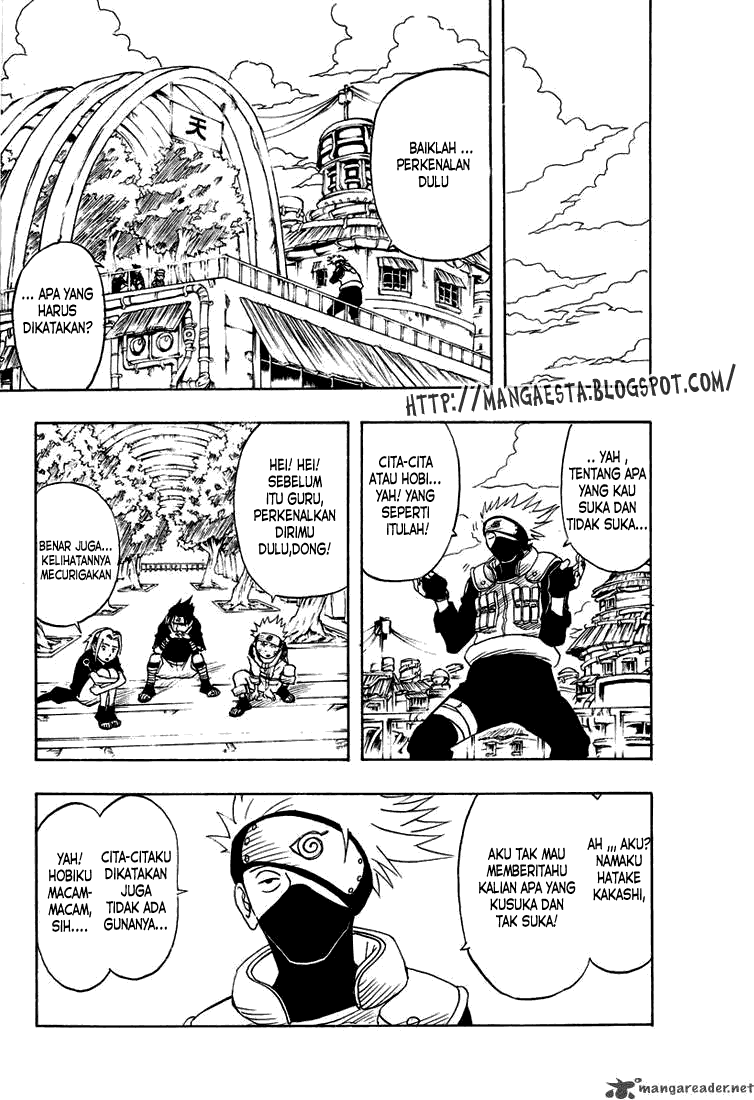 BAIKLAH ...
PERKENALAN
DULU
天
... APA YANG
HARUS
DIKATAKAN?
HTTP://MANGAESTA.BLOGSPOT.COM/
.. YAH ,
TENTANG APA
YANG KAU
SUKA DAN
TIDAK SUKA...
CITA-CITA
ATAU HOBI...
YAH! YANG
SEPERTI
ITULAH!
HEI! HEI!
SEBELUM
ITU GURU,
PERKENALKAN
DIRIMU
DULU,DONG!
BENAR JUGA...
KELIHATANNYA
MECURIGAKAN
AH ,,, AKU?
NAMAKU
HATAKE
KAKASHI,
AKU TAK MAU
MEMBERITAHU
KALIAN APA YANG
KUSUKA DAN
TAK SUKA!
CITA-CITAKU
DIKATAKAN
JUGA
TIDAK ADA
GUNANYA...
YAH!
HOBIKU
MACAM-
MACAM,
SIH....
mangareader.net